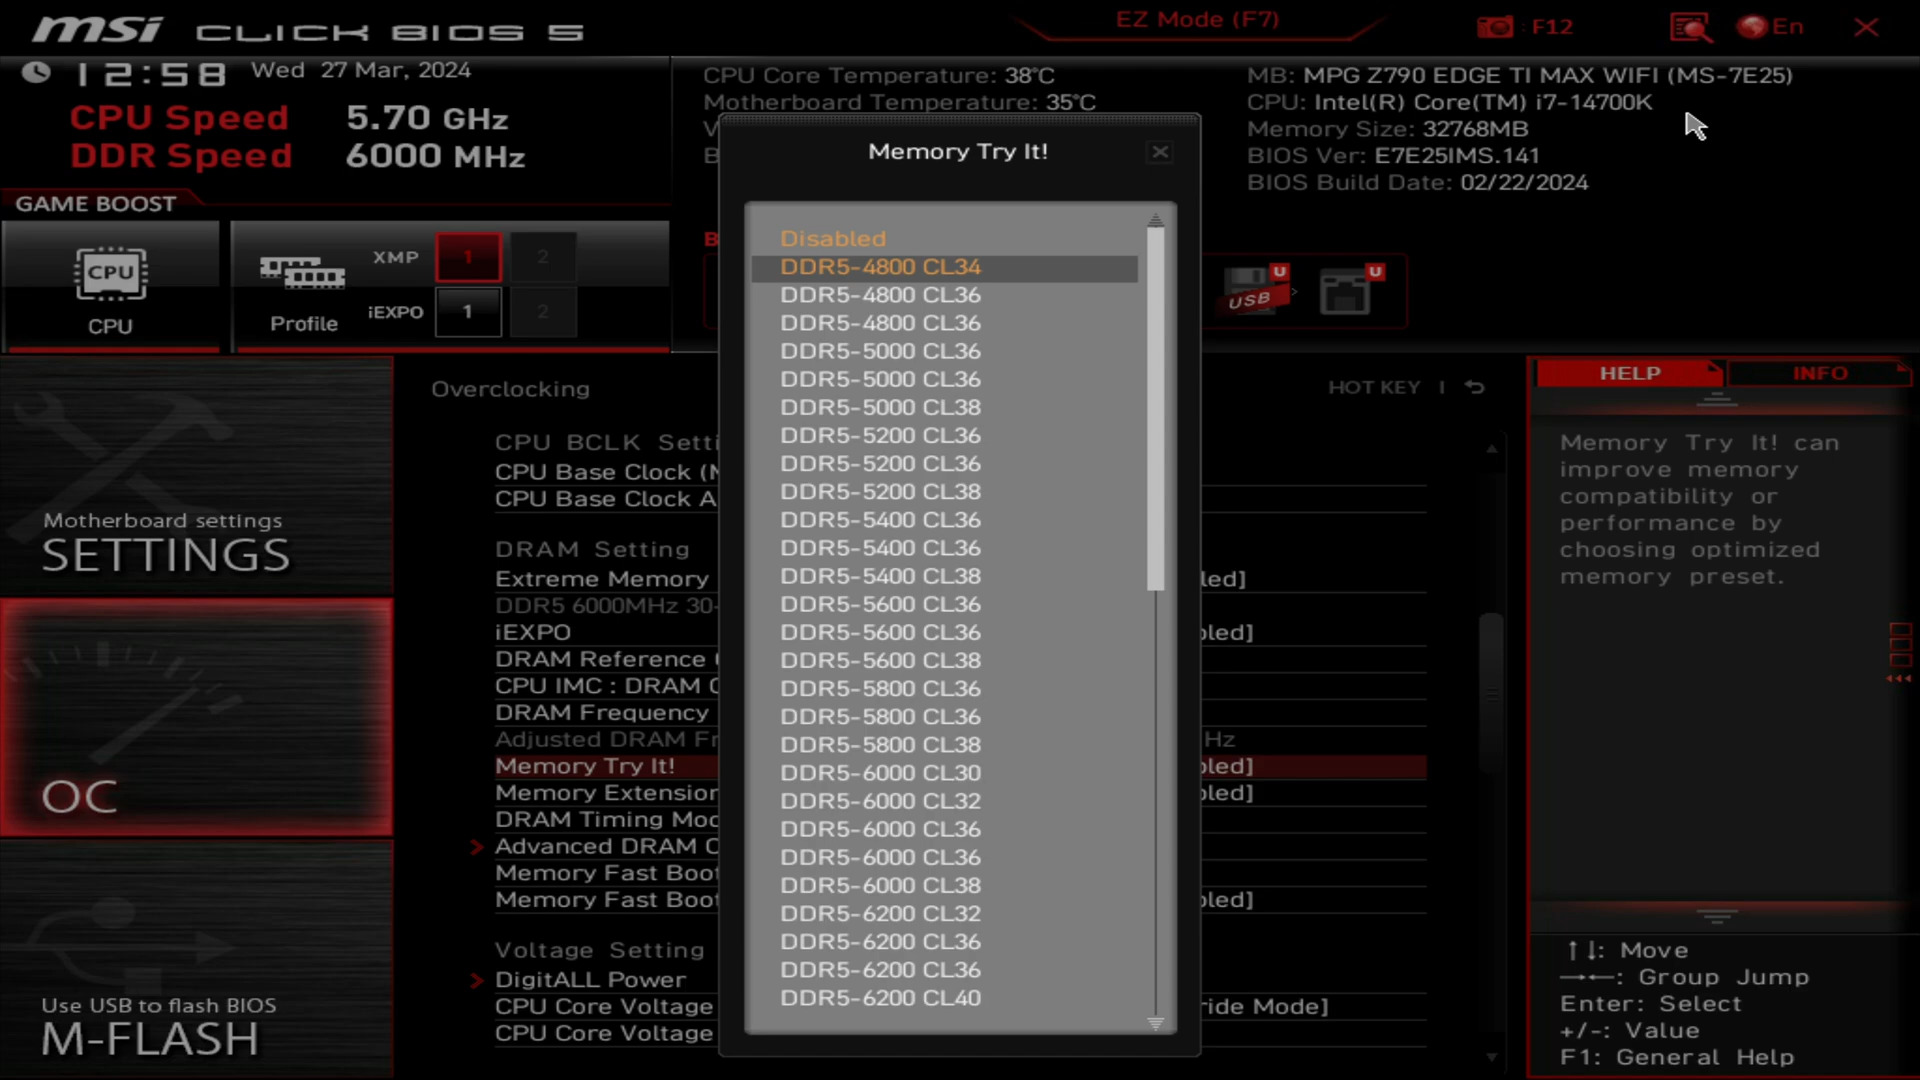 msi CLICK BIOS 5
EZ Mode (F7)
: F12
En
12:58 Wed 27 Mar, 2024
CPU Speed 5.70 GHz
DDR Speed 6000 MHz
CPU Core Temperature: 38°C
Motherboard Temperature: 35°C
MB: MPG Z790 EDGE TI MAX WIFI (MS-7E25)
CPU: Intel(R) Core(TM) i7-14700K
Memory Size: 32768MB
BIOS Ver: E7E25IMS.141
BIOS Build Date: 02/22/2024
GAME BOOST
CPU
CPU
XMP 1 2
iEXPO 1 2
Profile
USB U
U
Motherboard settings
SETTINGS
OC
Use USB to flash BIOS
M-FLASH
Overclocking
HOT KEY
CPU BCLK Setti
CPU Base Clock (M
CPU Base Clock A
DRAM Setting
Extreme Memory led]
DDR5 6000MHz 30-
iEXPO bled]
DRAM Reference
CPU IMC : DRAM
DRAM Frequency
Adjusted DRAM Fr Hz
Memory Try It! bled]
Memory Extension bled]
DRAM Timing Mod
> Advanced DRAM C
Memory Fast Boot
Memory Fast Boot bled]
Voltage Setting
> DigitALL Power
CPU Core Voltage ride Mode]
CPU Core Voltage
Memory Try It!
Disabled
DDR5-4800 CL34
DDR5-4800 CL36
DDR5-4800 CL36
DDR5-5000 CL36
DDR5-5000 CL36
DDR5-5000 CL38
DDR5-5200 CL36
DDR5-5200 CL36
DDR5-5200 CL38
DDR5-5400 CL36
DDR5-5400 CL36
DDR5-5400 CL38
DDR5-5600 CL36
DDR5-5600 CL36
DDR5-5600 CL38
DDR5-5800 CL36
DDR5-5800 CL36
DDR5-5800 CL38
DDR5-6000 CL30
DDR5-6000 CL32
DDR5-6000 CL36
DDR5-6000 CL36
DDR5-6000 CL38
DDR5-6200 CL32
DDR5-6200 CL36
DDR5-6200 CL36
DDR5-6200 CL40
HELP
INFO
Memory Try It! can
improve memory
compatibility or
performance by
choosing optimized
memory preset.
↑↓: Move
→←: Group Jump
Enter: Select
+/-: Value
F1: General Help